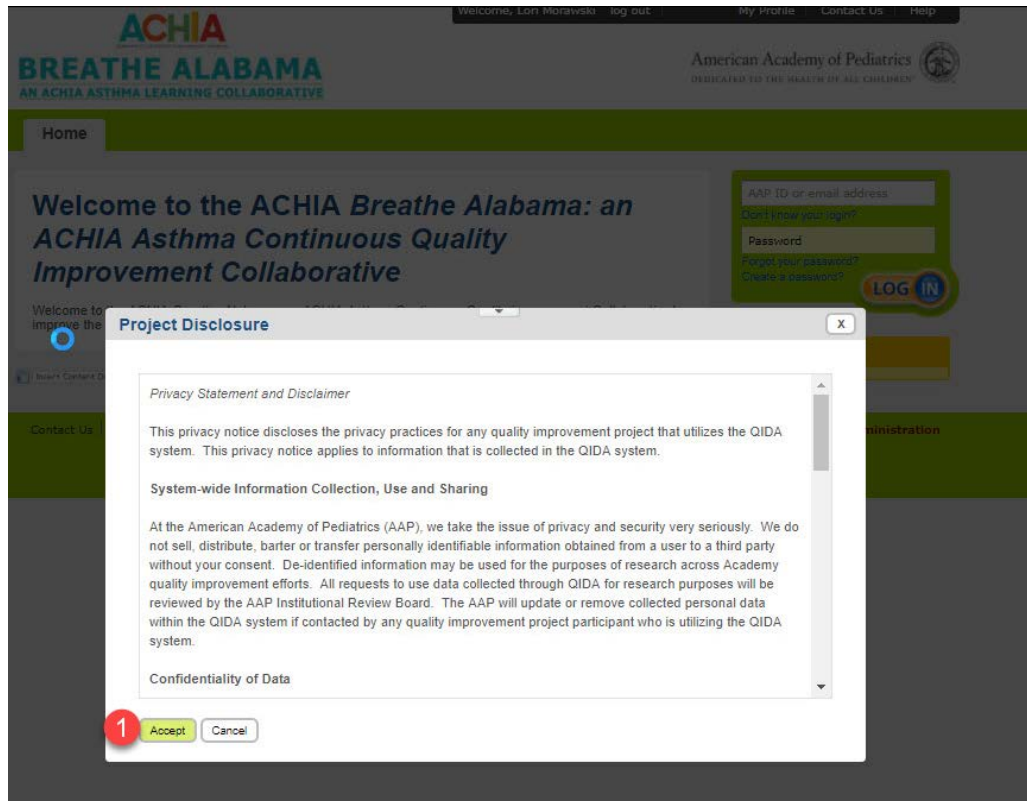 Welcome, Lori Morawski log out My Profile Contact Us Help
ACHIA
BREATHE ALABAMA
AN ACHIA ASTHMA LEARNING COLLABORATIVE
American Academy of Pediatrics
DEDICATED TO THE HEALTH OF ALL CHILDREN
Home
Welcome to the ACHIA Breathe Alabama: an
ACHIA Asthma Continuous Quality
Improvement Collaborative
Welcome to
improve the
AAP ID or email address
Don't know your login?
Password
Forgot your password?
Create a password?
LOG IN
Project Disclosure
X
Privacy Statement and Disclaimer
This privacy notice discloses the privacy practices for any quality improvement project that utilizes the QIDA
system. This privacy notice applies to information that is collected in the QIDA system.
System-wide Information Collection, Use and Sharing
At the American Academy of Pediatrics (AAP), we take the issue of privacy and security very seriously. We do
not sell, distribute, barter or transfer personally identifiable information obtained from a user to a third party
without your consent. De-identified information may be used for the purposes of research across Academy
quality improvement efforts. All requests to use data collected through QIDA for research purposes will be
reviewed by the AAP Institutional Review Board. The AAP will update or remove collected personal data
within the QIDA system if contacted by any quality improvement project participant who is utilizing the QIDA
system.
Confidentiality of Data
1 Accept Cancel
Contact Us
ministration